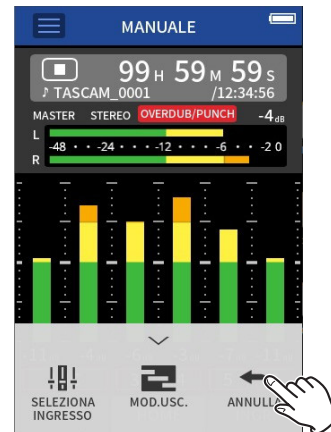 MANUALE
99 H 59 M 59 S
♪ TASCAM_0001 /12:34:56
MASTER STEREO OVERDUB/PUNCH -4dB
L
-48 · · -24 · · · -12 · · · -6 · · -2 0
R
SELEZIONA INGRESSO
MOD.USC.
ANNULLA